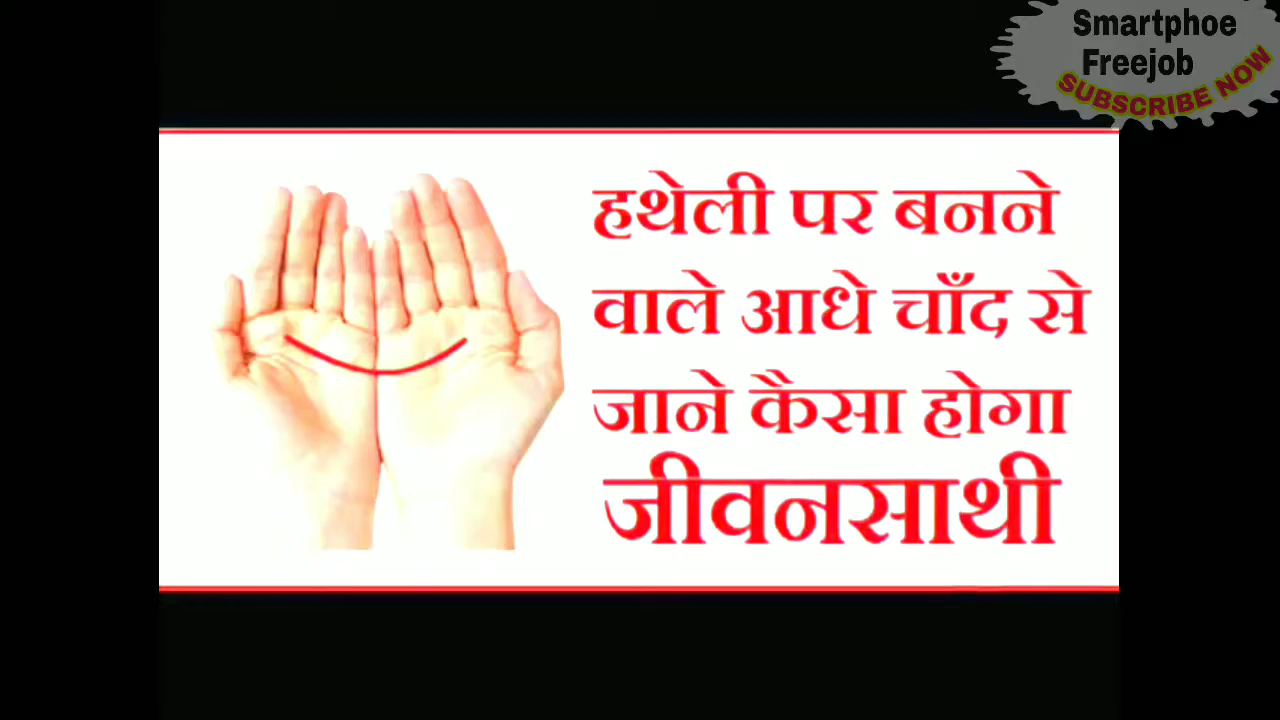 Smartphoe
Freejob
SUBSCRIBE NOW
हथेली पर बनने
वाले आधे चाँद से
जाने कैसा होगा
जीवनसाथी